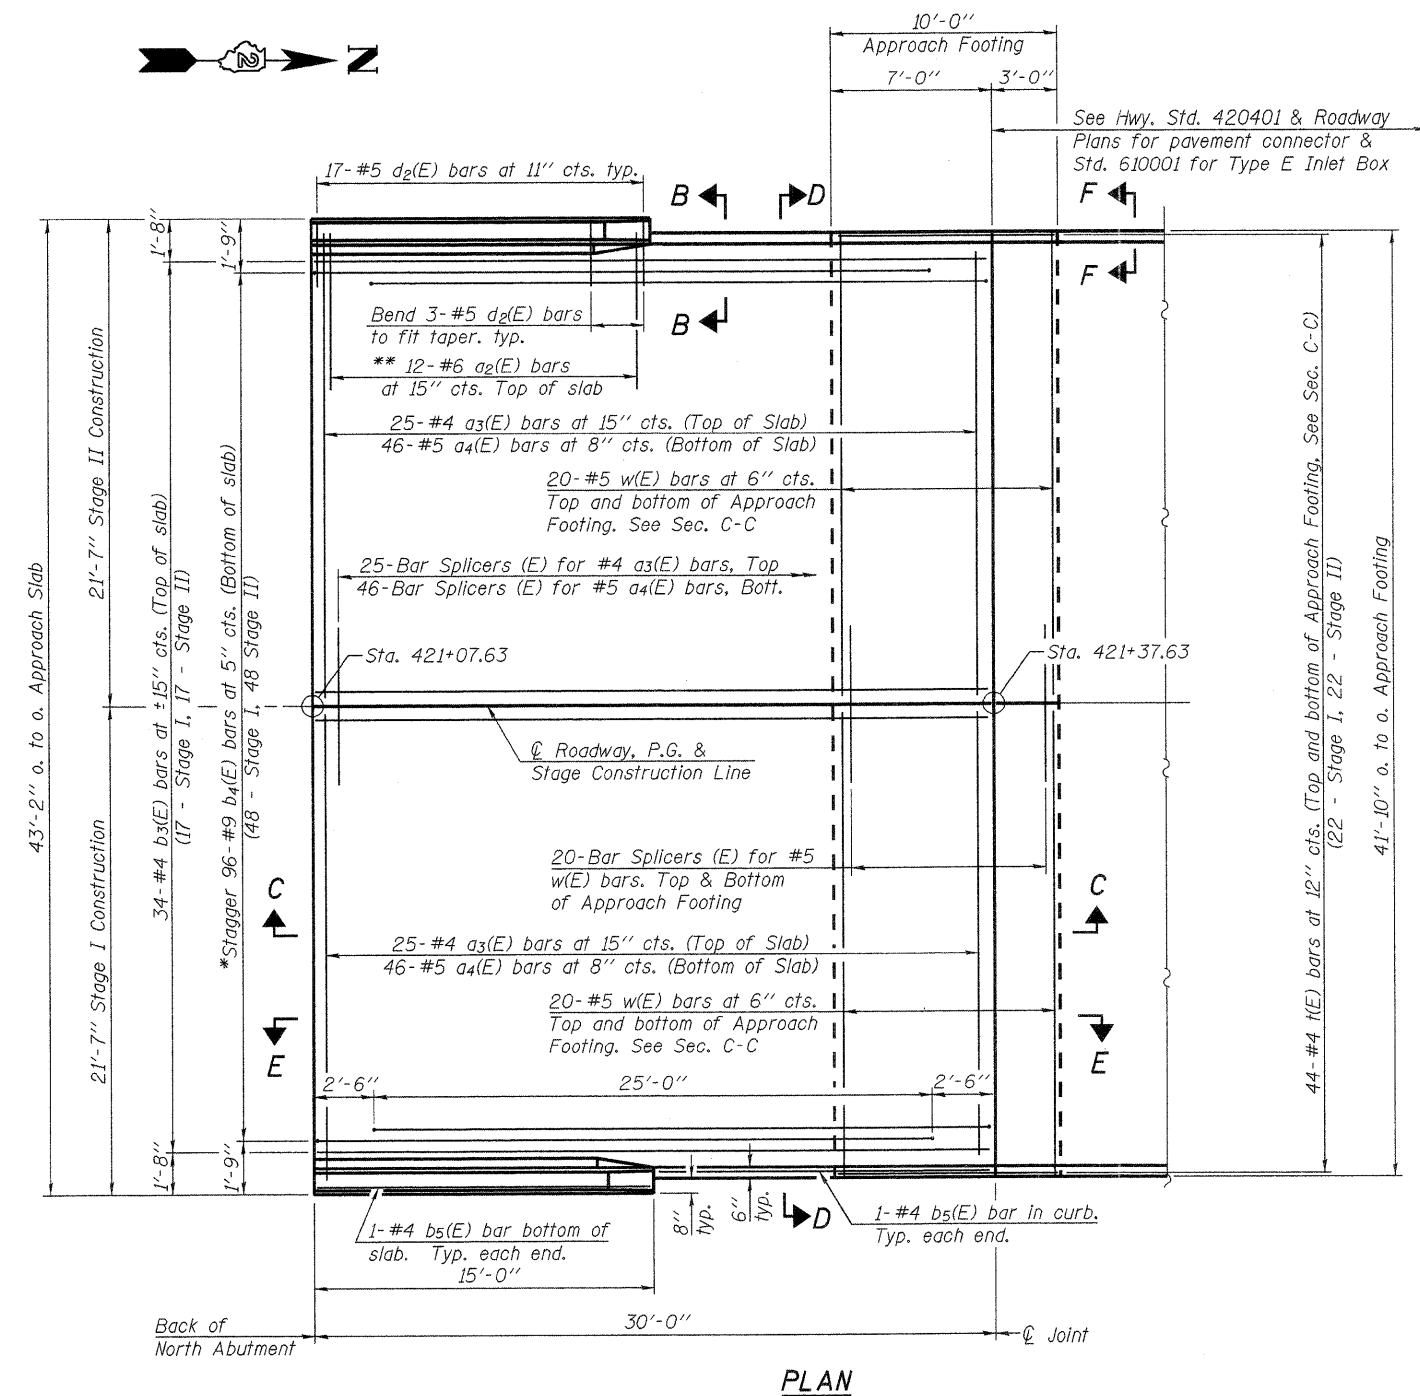 10'-0"
Approach Footing
7'-0"
3'-0"
2
N
See Hwy. Std. 420401 & Roadway
Plans for pavement connector &
Std. 610001 for Type E Inlet Box
17-#5 d2(E) bars at 11" cts. typ.
B
D
F
1'-8"
1'-9"
F
B
Bend 3-#5 d2(E) bars
to fit taper. typ.
** 12-#6 a2(E) bars
at 15" cts. Top of slab
25-#4 a3(E) bars at 15" cts. (Top of Slab)
46-#5 a4(E) bars at 8" cts. (Bottom of Slab)
20-#5 w(E) bars at 6" cts.
Top and bottom of Approach
Footing. See Sec. C-C
25-Bar Splicers (E) for #4 a3(E) bars, Top
46-Bar Splicers (E) for #5 a4(E) bars, Bott.
43'-2" o. to o. Approach Slab
21'-7" Stage II Construction
21'-7" Stage I Construction
34-#4 b3(E) bars at ±15" cts. (Top of slab)
(17 - Stage I, 17 - Stage II)
*Stagger 96-#9 b4(E) bars at 5" cts. (Bottom of slab)
(48 - Stage I, 48 Stage II)
44-#4 t(E) bars at 12" cts. (Top and bottom of Approach Footing, See Sec. C-C)
(22 - Stage I, 22 - Stage II)
41'-10" o. to o. Approach Footing
Sta. 421+07.63
Sta. 421+37.63
℄ Roadway, P.G. &
Stage Construction Line
20-Bar Splicers (E) for #5
w(E) bars. Top & Bottom
of Approach Footing
C
C
25-#4 a3(E) bars at 15" cts. (Top of Slab)
46-#5 a4(E) bars at 8" cts. (Bottom of Slab)
20-#5 w(E) bars at 6" cts.
Top and bottom of Approach
Footing. See Sec. C-C
E
E
2'-6"
25'-0"
2'-6"
1'-8"
1'-9"
8"
typ.
6"
typ.
D
1-#4 b5(E) bar in curb.
Typ. each end.
1-#4 b5(E) bar bottom of
slab. Typ. each end.
15'-0"
30'-0"
Back of
North Abutment
℄ Joint
PLAN